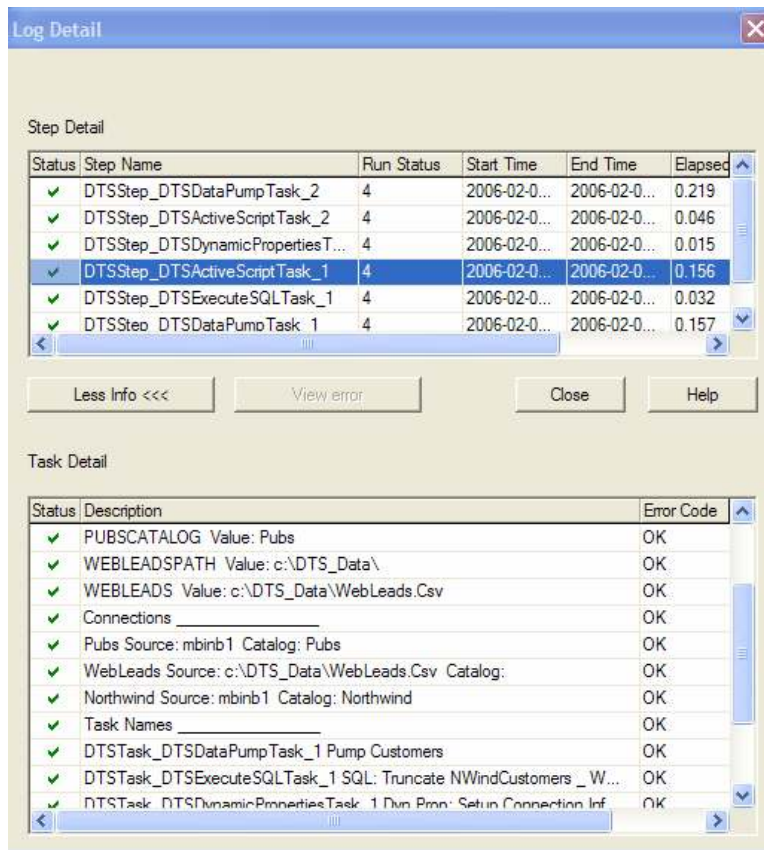 Log Detail
Step Detail
Status Step Name Run Status Start Time End Time Elapsed
DTSStep_DTSDataPumpTask_2 4 2006-02-0... 2006-02-0... 0.219
DTSStep_DTSActiveScriptTask_2 4 2006-02-0... 2006-02-0... 0.046
DTSStep_DTSDynamicPropertiesT... 4 2006-02-0... 2006-02-0... 0.015
DTSStep_DTSActiveScriptTask_1 4 2006-02-0... 2006-02-0... 0.156
DTSStep_DTSExecuteSQLTask_1 4 2006-02-0... 2006-02-0... 0.032
DTSStep_DTSDataPumpTask_1 4 2006-02-0... 2006-02-0... 0.157
Less Info <<< View error Close Help
Task Detail
Status Description Error Code
PUBSCATALOG Value: Pubs OK
WEBLEADSPATH Value: c:\DTS_Data\ OK
WEBLEADS Value: c:\DTS_Data\WebLeads.Csv OK
Connections ________________ OK
Pubs Source: mbinb1 Catalog: Pubs OK
WebLeads Source: c:\DTS_Data\WebLeads.Csv Catalog: OK
Northwind Source: mbinb1 Catalog: Northwind OK
Task Names ________________ OK
DTSTask_DTSDataPumpTask_1 Pump Customers OK
DTSTask_DTSExecuteSQLTask_1 SQL: Truncate NWindCustomers _ W... OK
DTSTask_DTSDynamicPropertiesTask_1 Dyn Prop: Setup Connection Inf OK